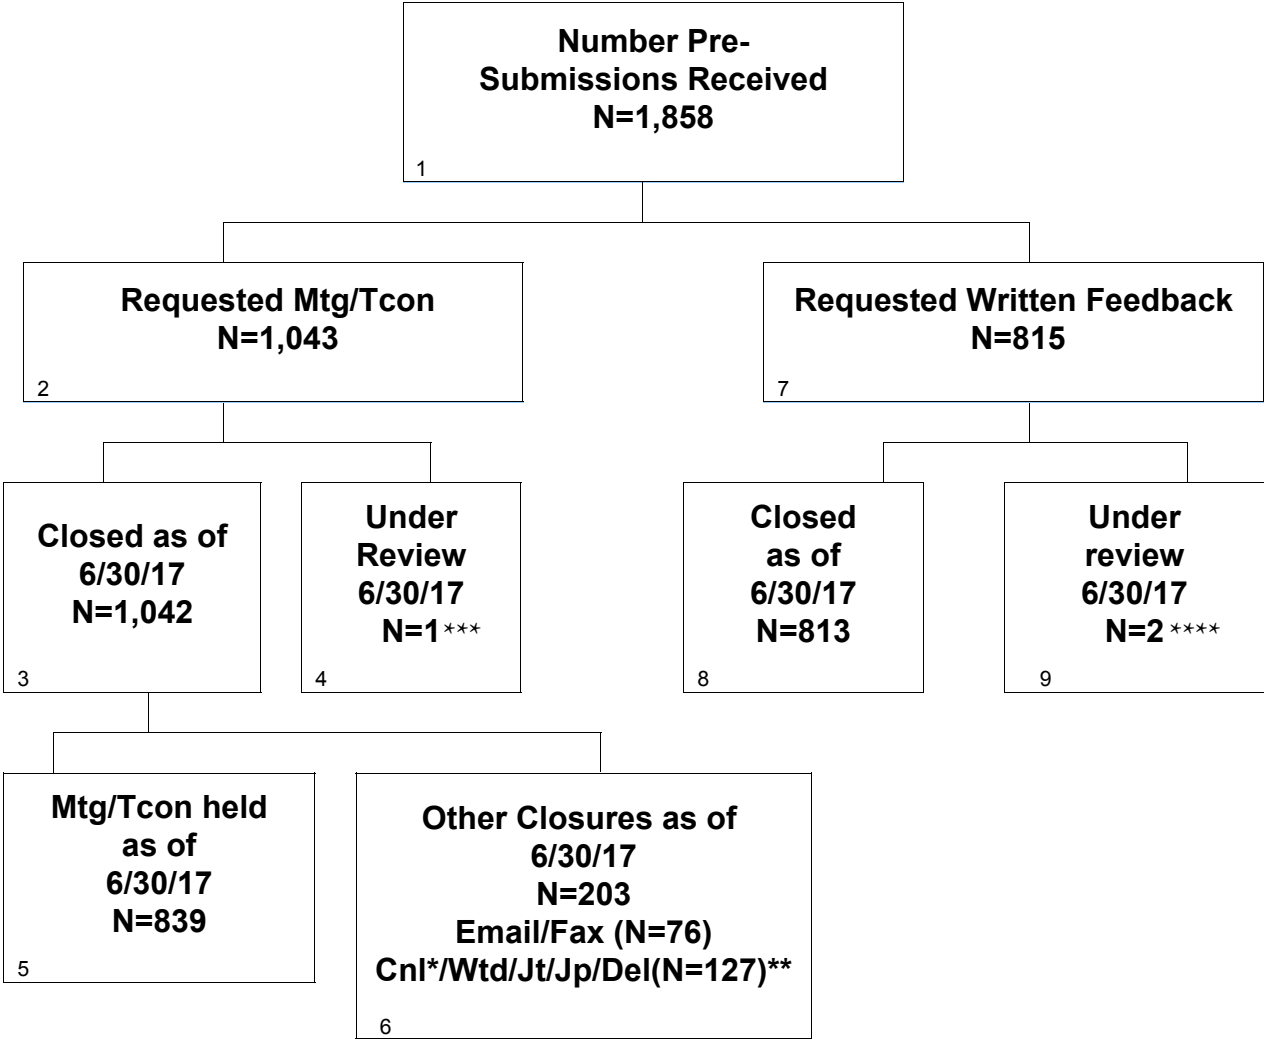 Number Pre-
Submissions Received
N=1,858
1
Requested Mtg/Tcon
N=1,043
2
Requested Written Feedback
N=815
7
Closed as of
6/30/17
N=1,042
3
Under
Review
6/30/17
N=1***
4
Closed
as of
6/30/17
N=813
8
Under
review
6/30/17
N=2****
9
Mtg/Tcon held
as of
6/30/17
N=839
5
Other Closures as of
6/30/17
N=203
Email/Fax (N=76)
Cnl*/Wtd/Jt/Jp/Del(N=127)**
6